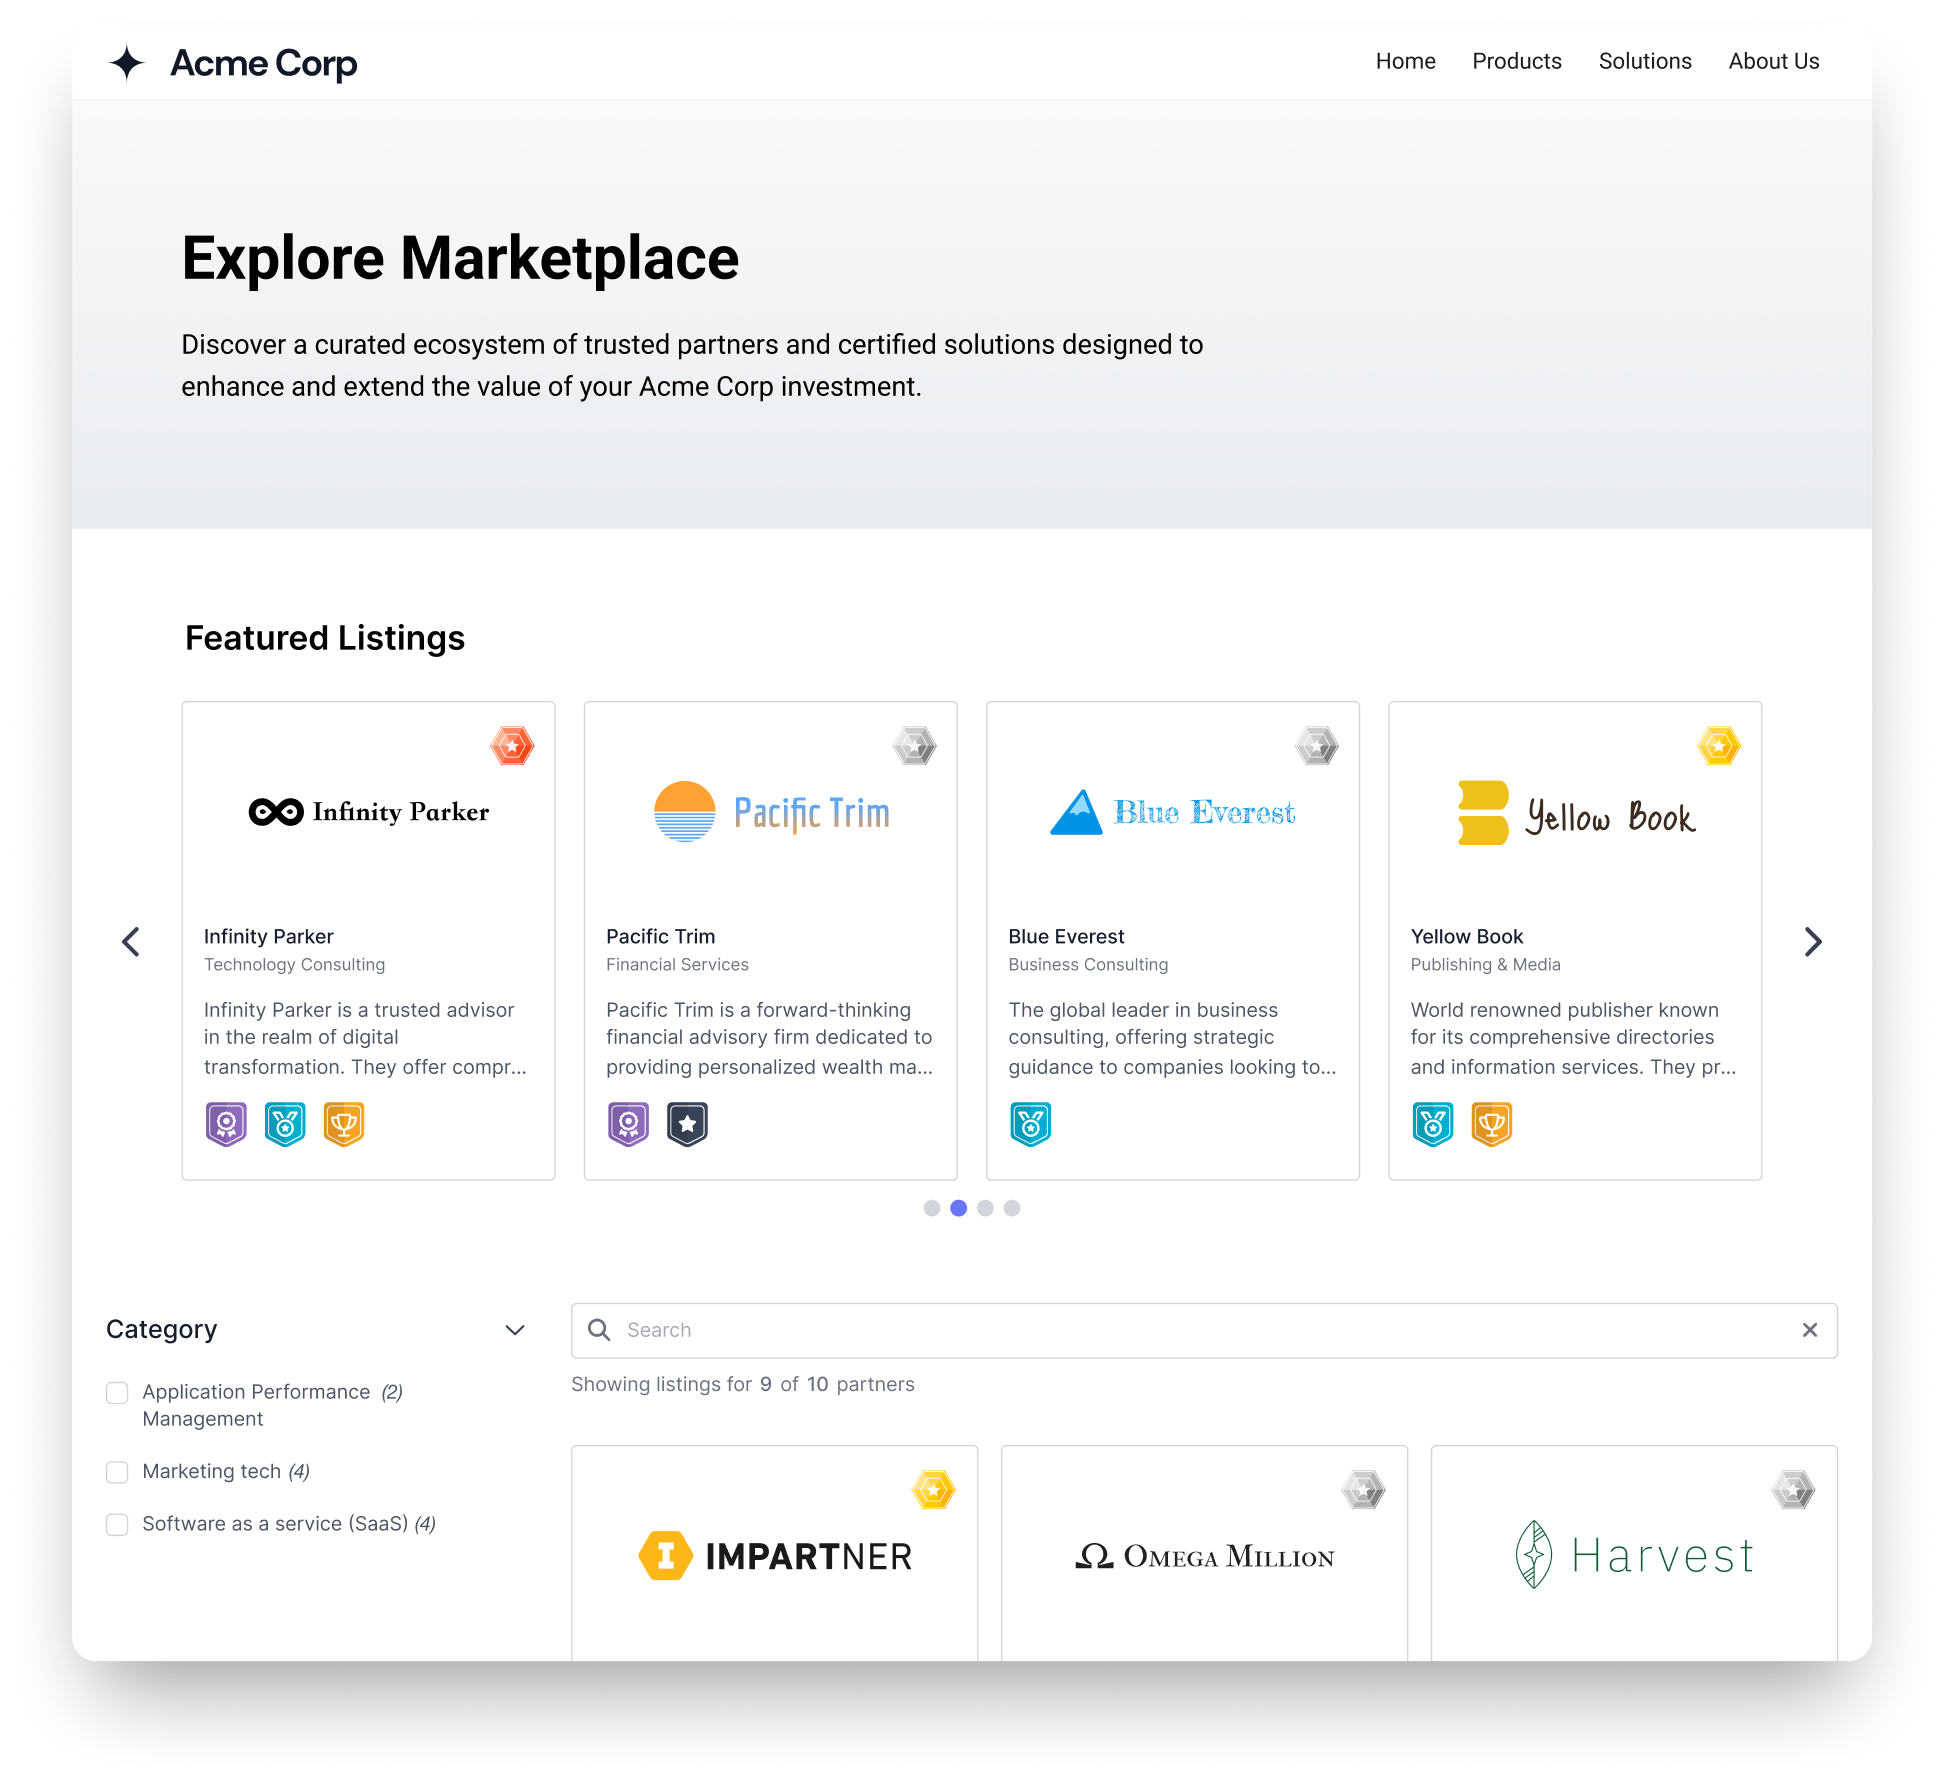 Acme Corp
Home Products Solutions About Us
Explore Marketplace
Discover a curated ecosystem of trusted partners and certified solutions designed to
enhance and extend the value of your Acme Corp investment.
Featured Listings
Infinity Parker
Infinity Parker
Technology Consulting
Infinity Parker is a trusted advisor
in the realm of digital
transformation. They offer compr...
Pacific Trim
Pacific Trim
Financial Services
Pacific Trim is a forward-thinking
financial advisory firm dedicated to
providing personalized wealth ma...
Blue Everest
Blue Everest
Business Consulting
The global leader in business
consulting, offering strategic
guidance to companies looking to...
Yellow Book
Yellow Book
Publishing & Media
World renowned publisher known
for its comprehensive directories
and information services. They pr...
Category
Application Performance (2)
Management
Marketing tech (4)
Software as a service (SaaS) (4)
Search
Showing listings for 9 of 10 partners
IMPARTNER
OMEGA MILLION
Harvest